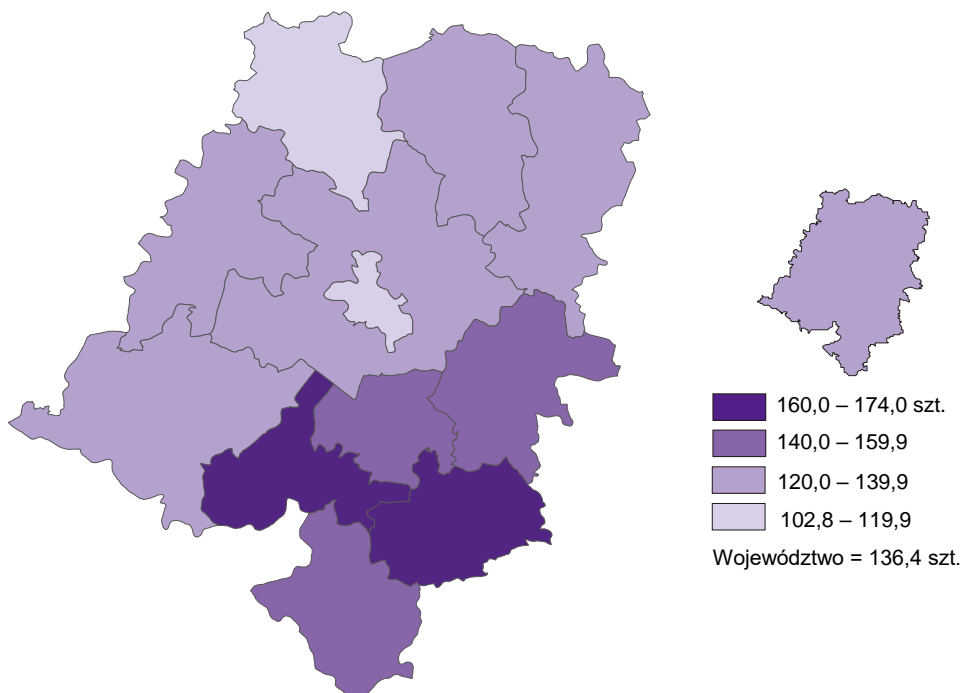 160,0 – 174,0 szt.
140,0 – 159,9
120,0 – 139,9
102,8 – 119,9
Województwo = 136,4 szt.